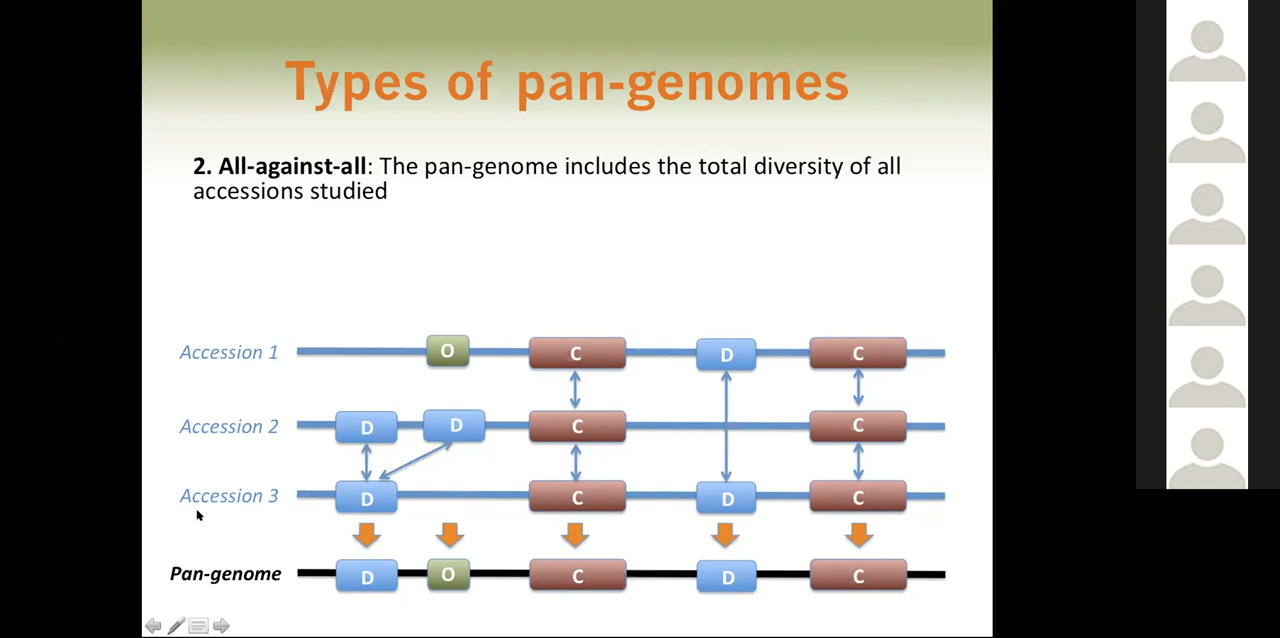 Types of pan-genomes
2. All-against-all: The pan-genome includes the total diversity of all
accessions studied
Accession 1 O C D C
Accession 2 D D C C
Accession 3 D C D C
Pan-genome D O C D C